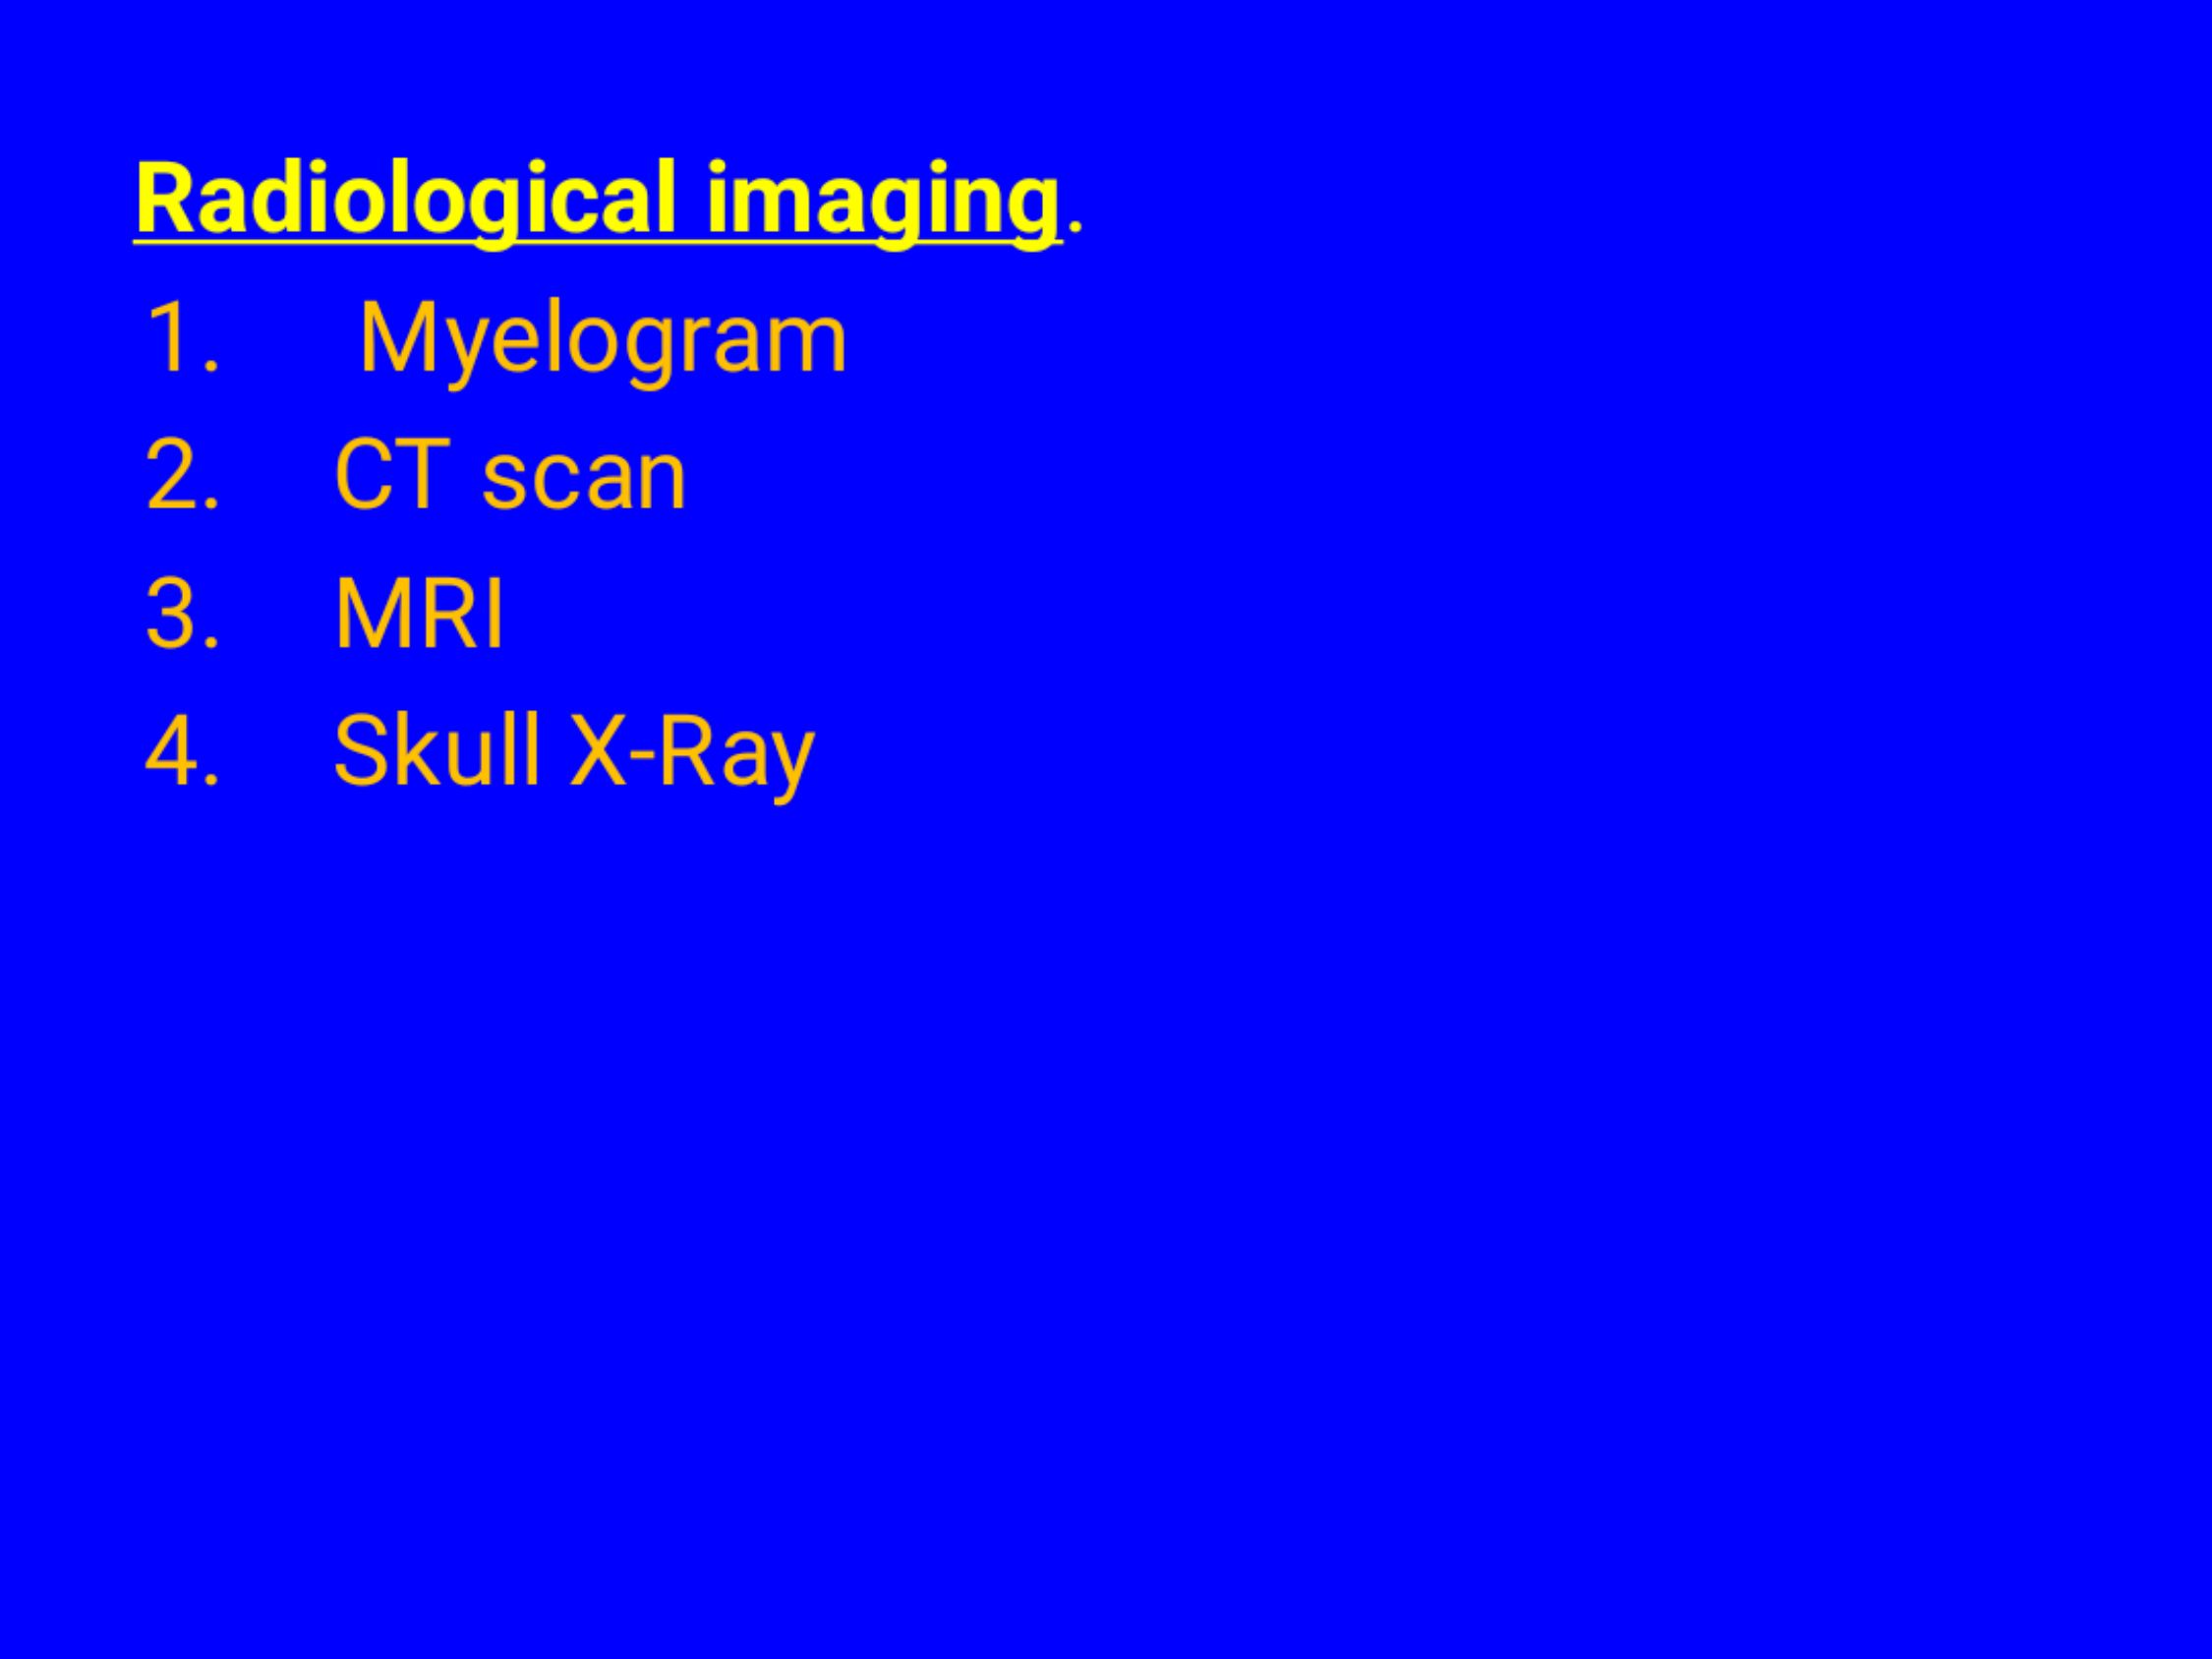 Radiological imaging.
1. Myelogram
2. CT scan
3. MRI
4. Skull X-Ray